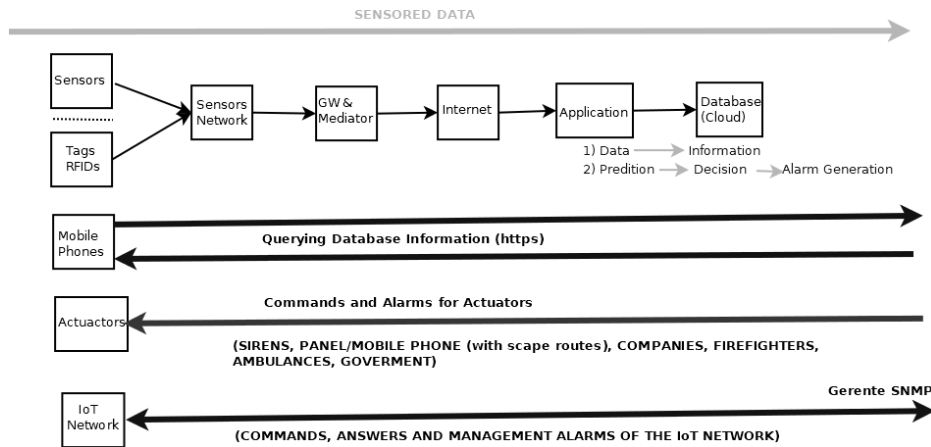 SENSORED DATA
Sensors
Tags
RFIDs
Sensors
Network
GW &
Mediator
Internet
Application
Database
(Cloud)
1) Data
Information
2) Predition
Decision
Alarm Generation
Mobile
Phones
Querying Database Information (https)
Actuactors
Commands and Alarms for Actuators
(SIRENS, PANEL/MOBILE PHONE (with scape routes), COMPANIES, FIREFIGHTERS,
AMBULANCES, GOVERMENT)
IoT
Network
Gerente SNMP
(COMMANDS, ANSWERS AND MANAGEMENT ALARMS OF THE IoT NETWORK)